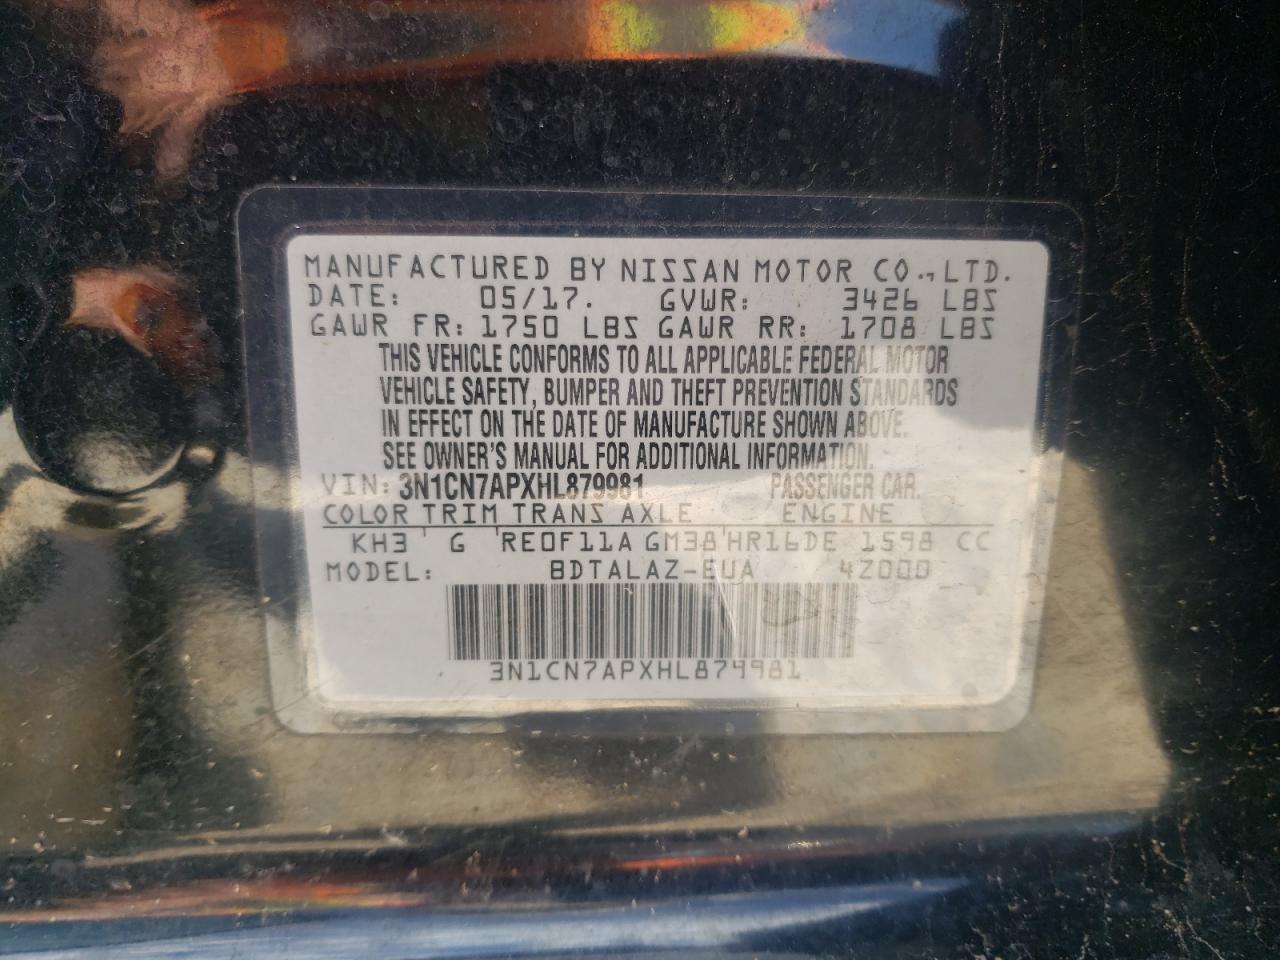 MANUFACTURED BY NISSAN MOTOR CO., LTD.
DATE: 05/17. GVWR: 3426 LBS
GAWR FR: 1750 LBS GAWR RR: 1708 LBS
THIS VEHICLE CONFORMS TO ALL APPLICABLE FEDERAL MOTOR
VEHICLE SAFETY, BUMPER AND THEFT PREVENTION STANDARDS
IN EFFECT ON THE DATE OF MANUFACTURE SHOWN ABOVE.
SEE OWNER'S MANUAL FOR ADDITIONAL INFORMATION.
VIN: 3N1CN7APXHL879981 PASSENGER CAR.
COLOR TRIM TRANS AXLE ENGINE
KH3 G RE0F11A GM38 HR16DE 1598 CC
MODEL: BDTALAZ-EUA 4Z000
3N1CN7APXHL879981